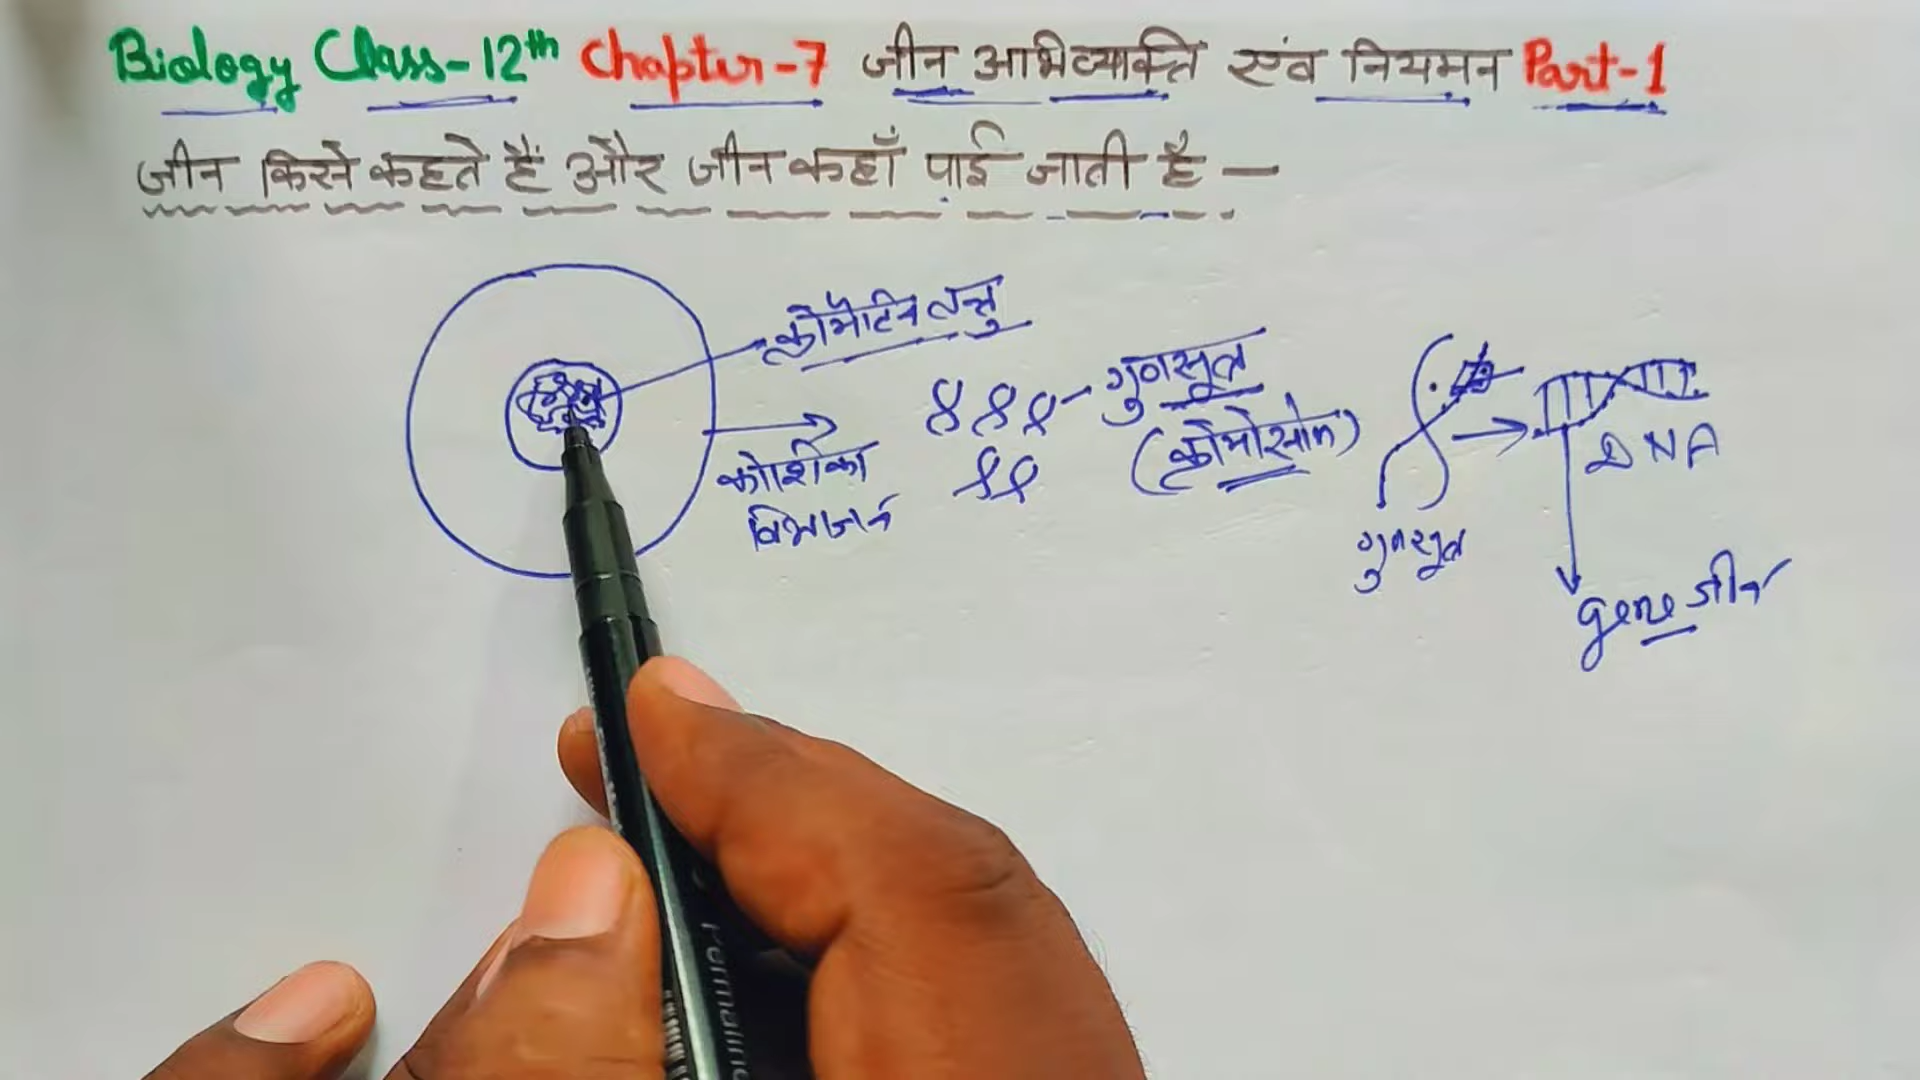 Biology Class-12th Chapter-7 जीन अभिव्यक्ति एंव नियमन Part-1
जीन किसे कहते हैं और जीन कहाँ पाई जाती है —
क्रोमैटिन तन्तु
गुणसूत्र
(क्रोमोसोम)
कोशिका
विभाजन
DNA
गुणसूत्र
gene जीन